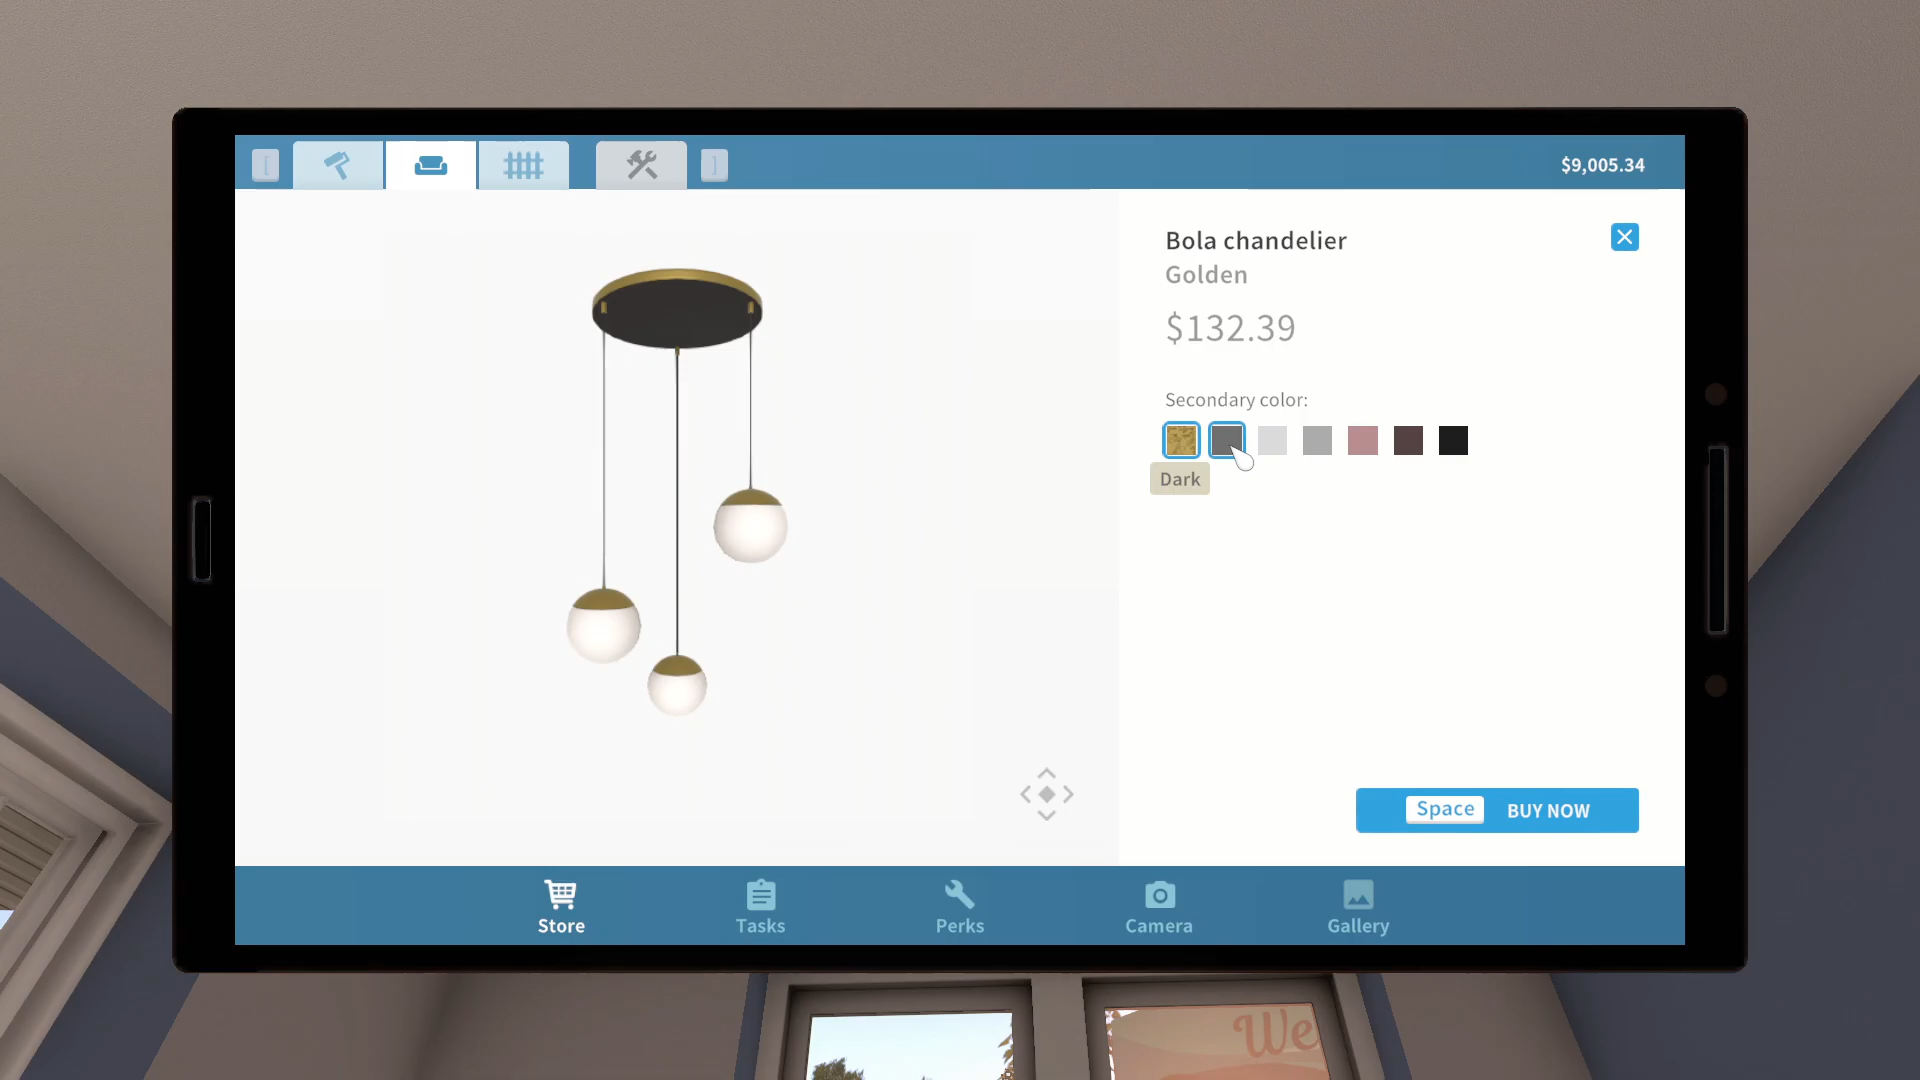 [
]
$9,005.34
Bola chandelier
Golden
$132.39
Secondary color:
Dark
Space BUY NOW
Store
Tasks
Perks
Camera
Gallery
We